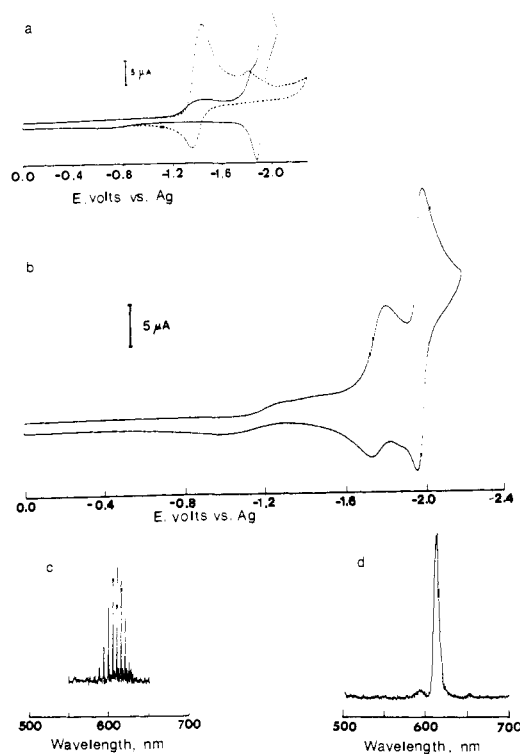 a
5 μA
0.0 -0.4 -0.8 -1.2 -1.6 -2.0
E. volts vs. Ag
b
5 μA
0.0 -0.4 -0.8 -1.2 -1.6 -2.0 -2.4
E. volts vs. Ag
c d
500 600 700 500 600 700
Wavelength, nm Wavelength, nm